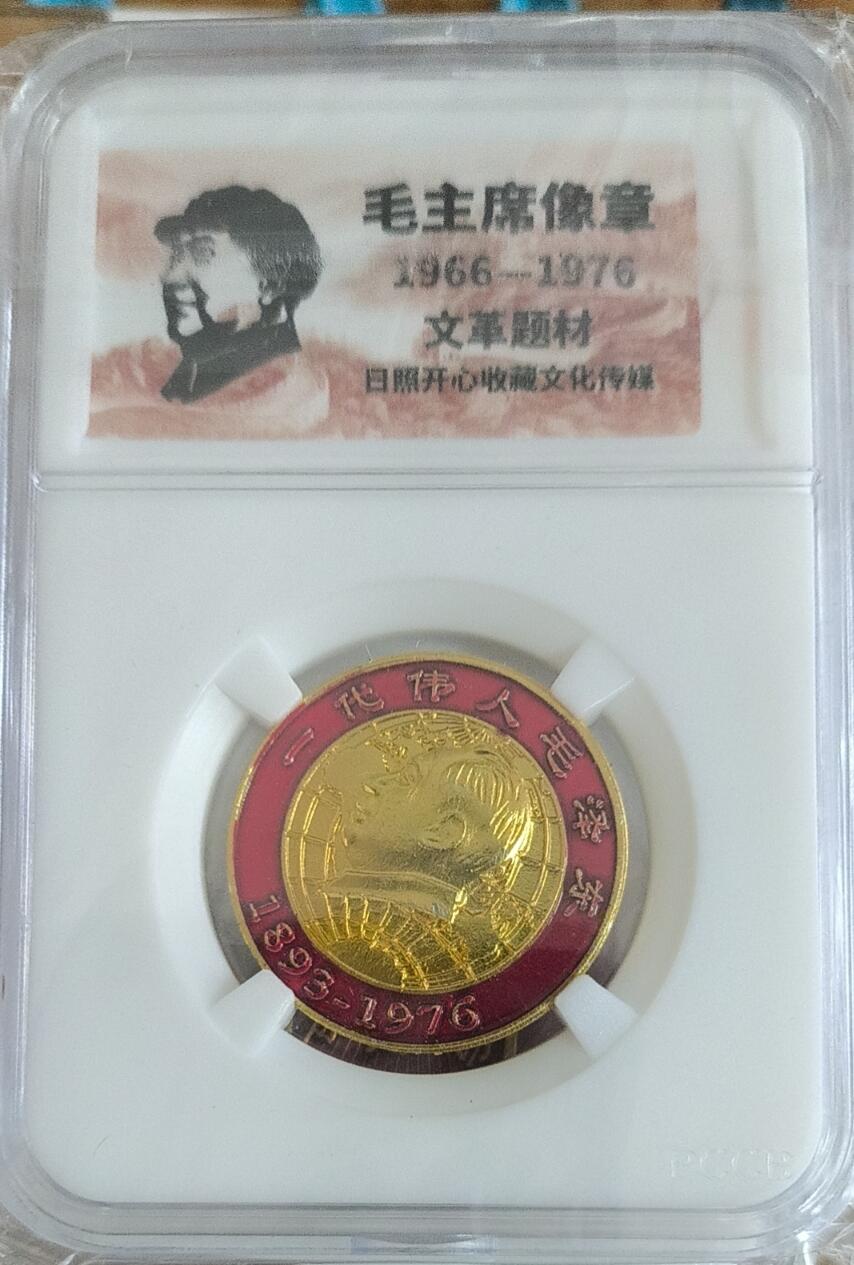 毛主席像章
1966—1976
文革题材
日照开心收藏文化传媒
一代伟人毛泽东
1893-1976
PCCB